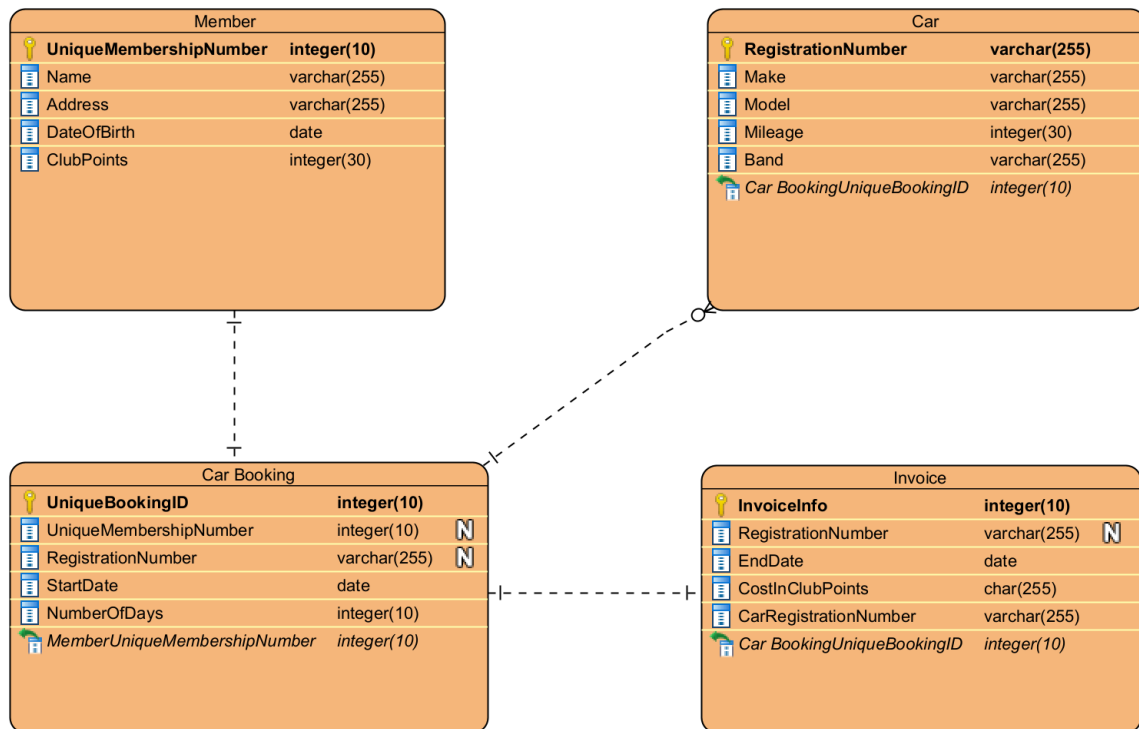 Member
UniqueMembershipNumber integer(10)
Name varchar(255)
Address varchar(255)
DateOfBirth date
ClubPoints integer(30)
Car
RegistrationNumber varchar(255)
Make varchar(255)
Model varchar(255)
Mileage integer(30)
Band varchar(255)
Car BookingUniqueBookingID integer(10)
Car Booking
UniqueBookingID integer(10)
UniqueMembershipNumber integer(10) N
RegistrationNumber varchar(255) N
StartDate date
NumberOfDays integer(10)
MemberUniqueMembershipNumber integer(10)
Invoice
InvoiceInfo integer(10)
RegistrationNumber varchar(255) N
EndDate date
CostInClubPoints char(255)
CarRegistrationNumber varchar(255)
Car BookingUniqueBookingID integer(10)